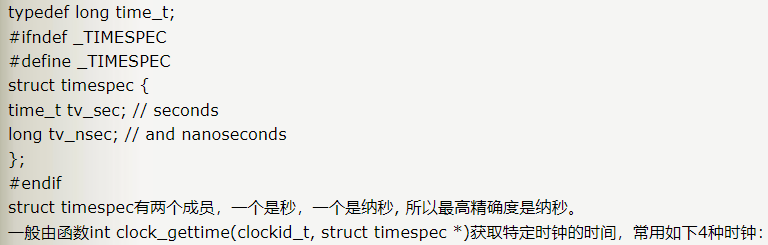 typedef long time_t;
#ifndef _TIMESPEC
#define _TIMESPEC
struct timespec {
time_t tv_sec; // seconds
long tv_nsec; // and nanoseconds
};
#endif
struct timespec有两个成员，一个是秒，一个是纳秒, 所以最高精确度是纳秒。
一般由函数int clock_gettime(clockid_t, struct timespec *)获取特定时钟的时间，常用如下4种时钟：